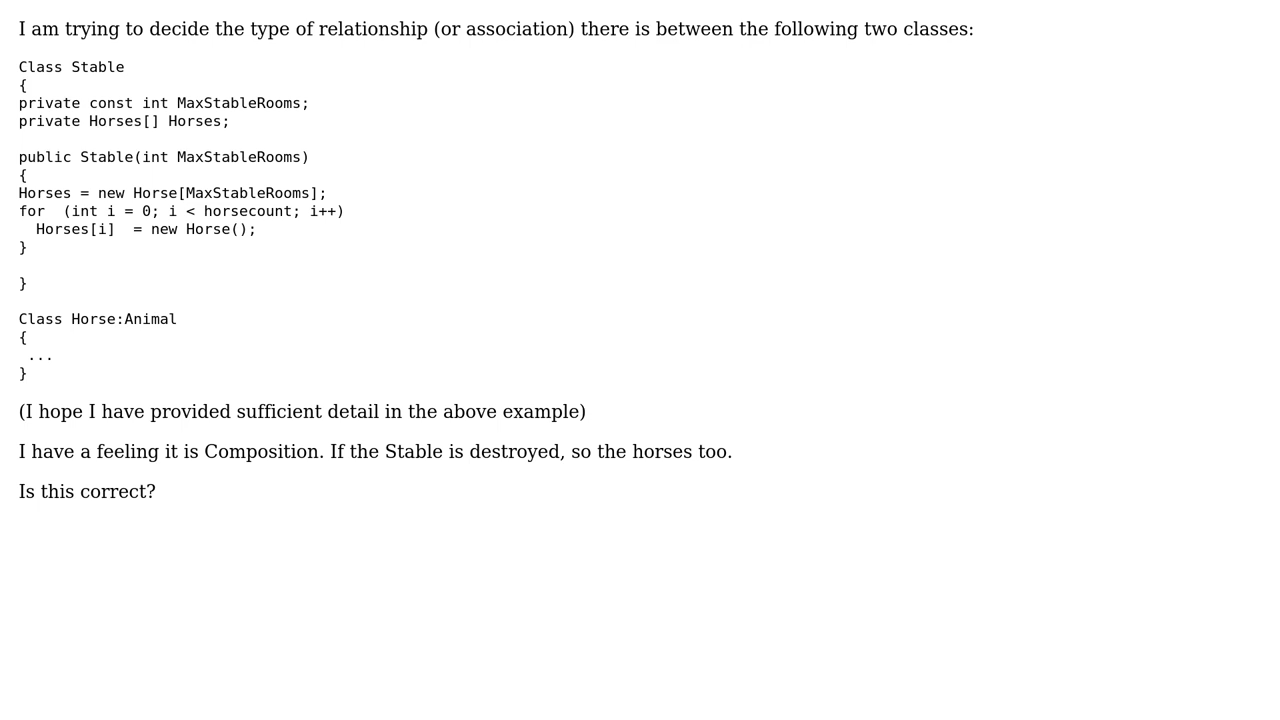 I am trying to decide the type of relationship (or association) there is between the following two classes:
Class Stable
{
private const int MaxStableRooms;
private Horses[] Horses;
public Stable(int MaxStableRooms)
{
Horses = new Horse[MaxStableRooms];
for  (int i = 0; i < horsecount; i++)
  Horses[i]  = new Horse();
}
}
Class Horse:Animal
{
 ...
}
(I hope I have provided sufficient detail in the above example)
I have a feeling it is Composition. If the Stable is destroyed, so the horses too.
Is this correct?